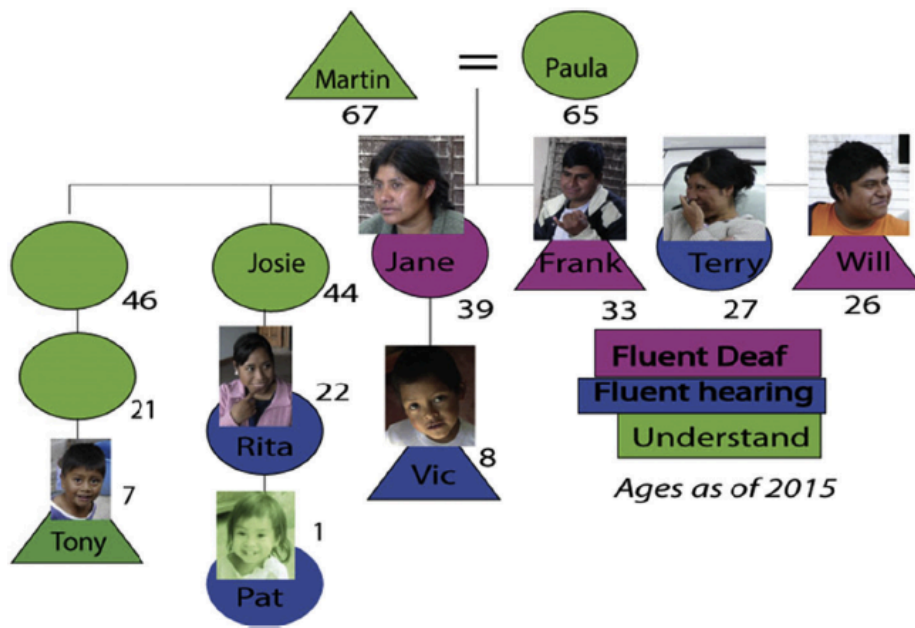 Martin
=
Paula
67
65
Josie
Jane
Frank
Terry
Will
46
44
39
33
27
26
21
22
Rita
Vic
8
7
Tony
1
Pat
Fluent Deaf
Fluent hearing
Understand
Ages as of 2015